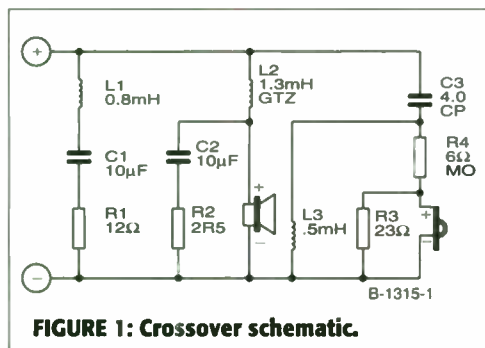 +
L1
0.8mH
C1
10µF
R1
12Ω
C2
10µF
R2
2R5
L2
1.3mH
GTZ
+
−
L3
.5mH
C3
4.0
CP
R4
6Ω
MO
R3
23Ω
+
−
−
B-1315-1
FIGURE 1: Crossover schematic.